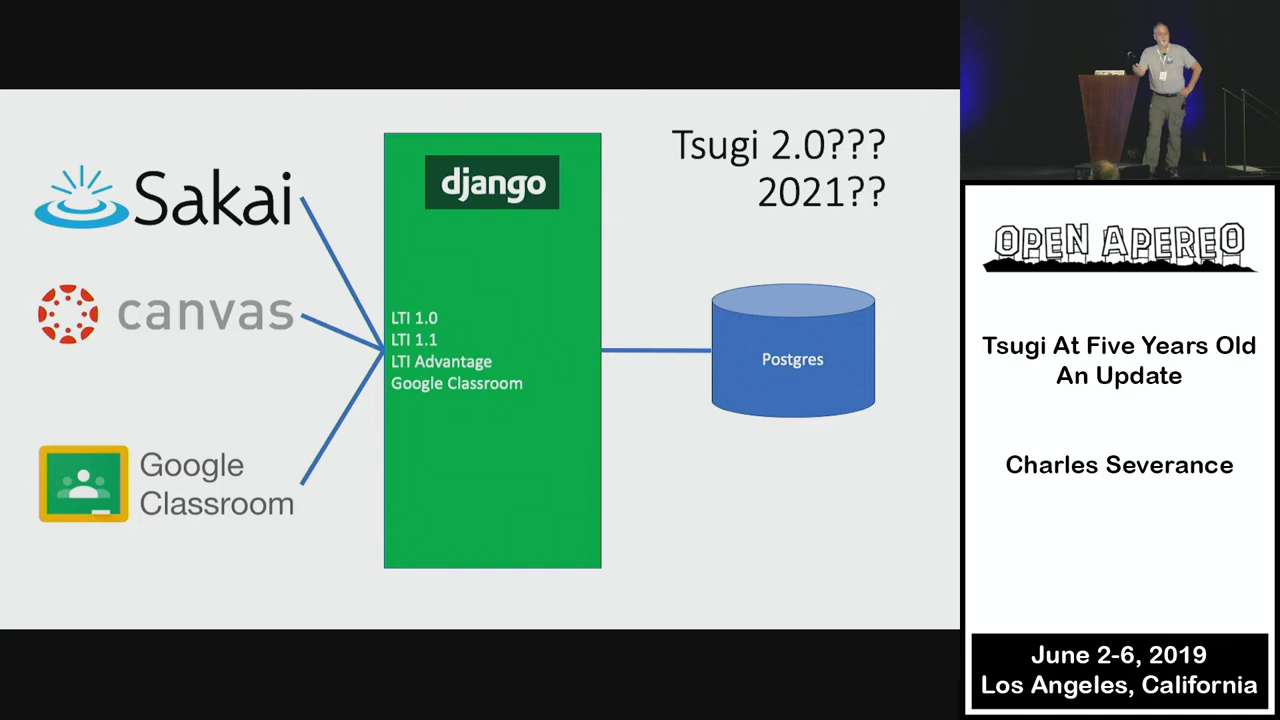 Sakai
canvas
Google
Classroom
django
LTI 1.0
LTI 1.1
LTI Advantage
Google Classroom
Tsugi 2.0???
2021??
Postgres
OPEN APEREO
Tsugi At Five Years Old
An Update
Charles Severance
June 2-6, 2019
Los Angeles, California